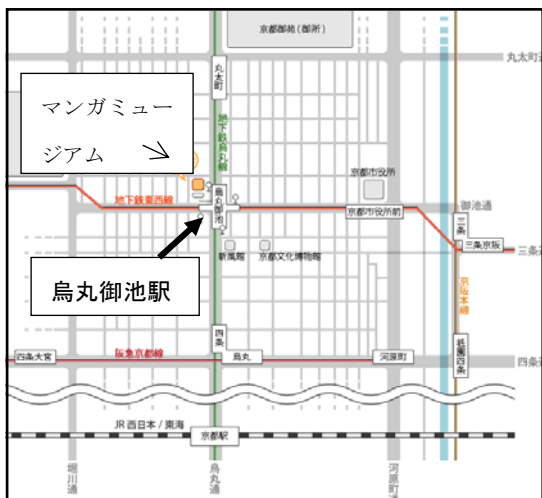 京都御苑(御所)
丸太町通
丸太町
マンガミュー
ジアム
地下鉄烏丸線
京都市役所
地下鉄東西線
烏丸御池
御池通
京都市役所前
三条
三条京阪
三条通
新風館
京都文化博物館
烏丸御池駅
京阪本線
四条
祇園四条
四条大宮
阪急京都線
烏丸
河原町
四条通
JR西日本/東海
京都駅
堀川通
烏丸通
河原町通